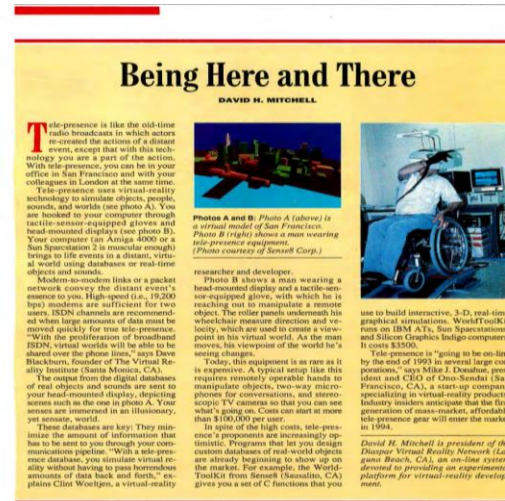 Being Here and There
DAVID H. MITCHELL
Tele-presence is like the old-time
radio broadcasts in which actors
re-created the actions of a distant
event, except that with this tech-
nology you are a part of the action.
With tele-presence, you can be in your
office in San Francisco and with your
colleagues in London at the same time.
Tele-presence uses virtual-reality
technology to simulate objects, people,
sounds, and worlds (see photo A). You
are hooked to your computer through
tactile-sensor-equipped gloves and
head-mounted displays (see photo B).
Your computer (an Amiga 4000 or a
Sun Sparcstation 2 is muscular enough)
brings to life events in a distant, virtu-
al world using databases or real-time
objects and sounds.
Modem-to-modem links or a packet
network convey the distant event's
essence to you. High-speed (i.e., 19,200
bps) modems are sufficient for two
users. ISDN channels are recommend-
ed when large amounts of data must be
moved quickly for true tele-presence.
"With the proliferation of broadband
ISDN, virtual worlds will be able to be
shared over the phone lines," says Dave
Blackburn, founder of The Virtual Re-
ality Institute (Santa Monica, CA).
The output from the digital databases
of real objects and sounds are sent to
your head-mounted display, depicting
scenes such as the one in photo A. Your
senses are immersed in an illusionary,
yet sensate, world.
These databases are key: They min-
imize the amount of information that
has to be sent to you through your com-
munications pipeline. "With a tele-pres-
ence database, you simulate virtual re-
ality without having to pass horrendous
amounts of data back and forth," ex-
plains Clint Woeltjen, a virtual-reality
Photos A and B: Photo A (above) is
a virtual model of San Francisco.
Photo B (right) shows a man wearing
tele-presence equipment.
(Photo courtesy of Sense8 Corp.)
researcher and developer.
Photo B shows a man wearing a
head-mounted display and a tactile-sen-
sor-equipped glove, with which he is
reaching out to manipulate a remote
object. The roller panels underneath his
wheelchair measure direction and ve-
locity, which are used to create a view-
point in his virtual world. As the man
moves, his viewpoint of the world he's
seeing changes.
Today, this equipment is as rare as it
is expensive. A typical setup like this
requires remotely operable hands to
manipulate objects, two-way micro-
phones for conversations, and stereo-
scopic TV cameras so that you can see
what's going on. Costs can start at more
than $100,000 per user.
In spite of the high costs, tele-pres-
ence's proponents are increasingly op-
timistic. Programs that let you design
custom databases of real-world objects
are already beginning to show up on
the market. For example, the World-
ToolKit from Sense8 (Sausalito, CA)
gives you a set of C functions that you
use to build interactive, 3-D, real-tim
graphical simulations. WorldToolKi
runs on IBM ATs, Sun Sparcstations
and Silicon Graphics Indigo computer
It costs $3500.
Tele-presence is "going to be on-lin
by the end of 1993 in several large cor
porations," says Mike J. Donahue, pre
ident and CEO of Ono-Sendai (Sa
Francisco, CA), a start-up compan
specializing in virtual-reality product
Industry insiders anticipate that the fir
generation of mass-market, affordabl
tele-presence gear will enter the marke
in 1994.
David H. Mitchell is president of th
Diaspar Virtual Reality Network (La
guna Beach, CA), an on-line system
devoted to providing an experimenta
platform for virtual-reality develop
ment.